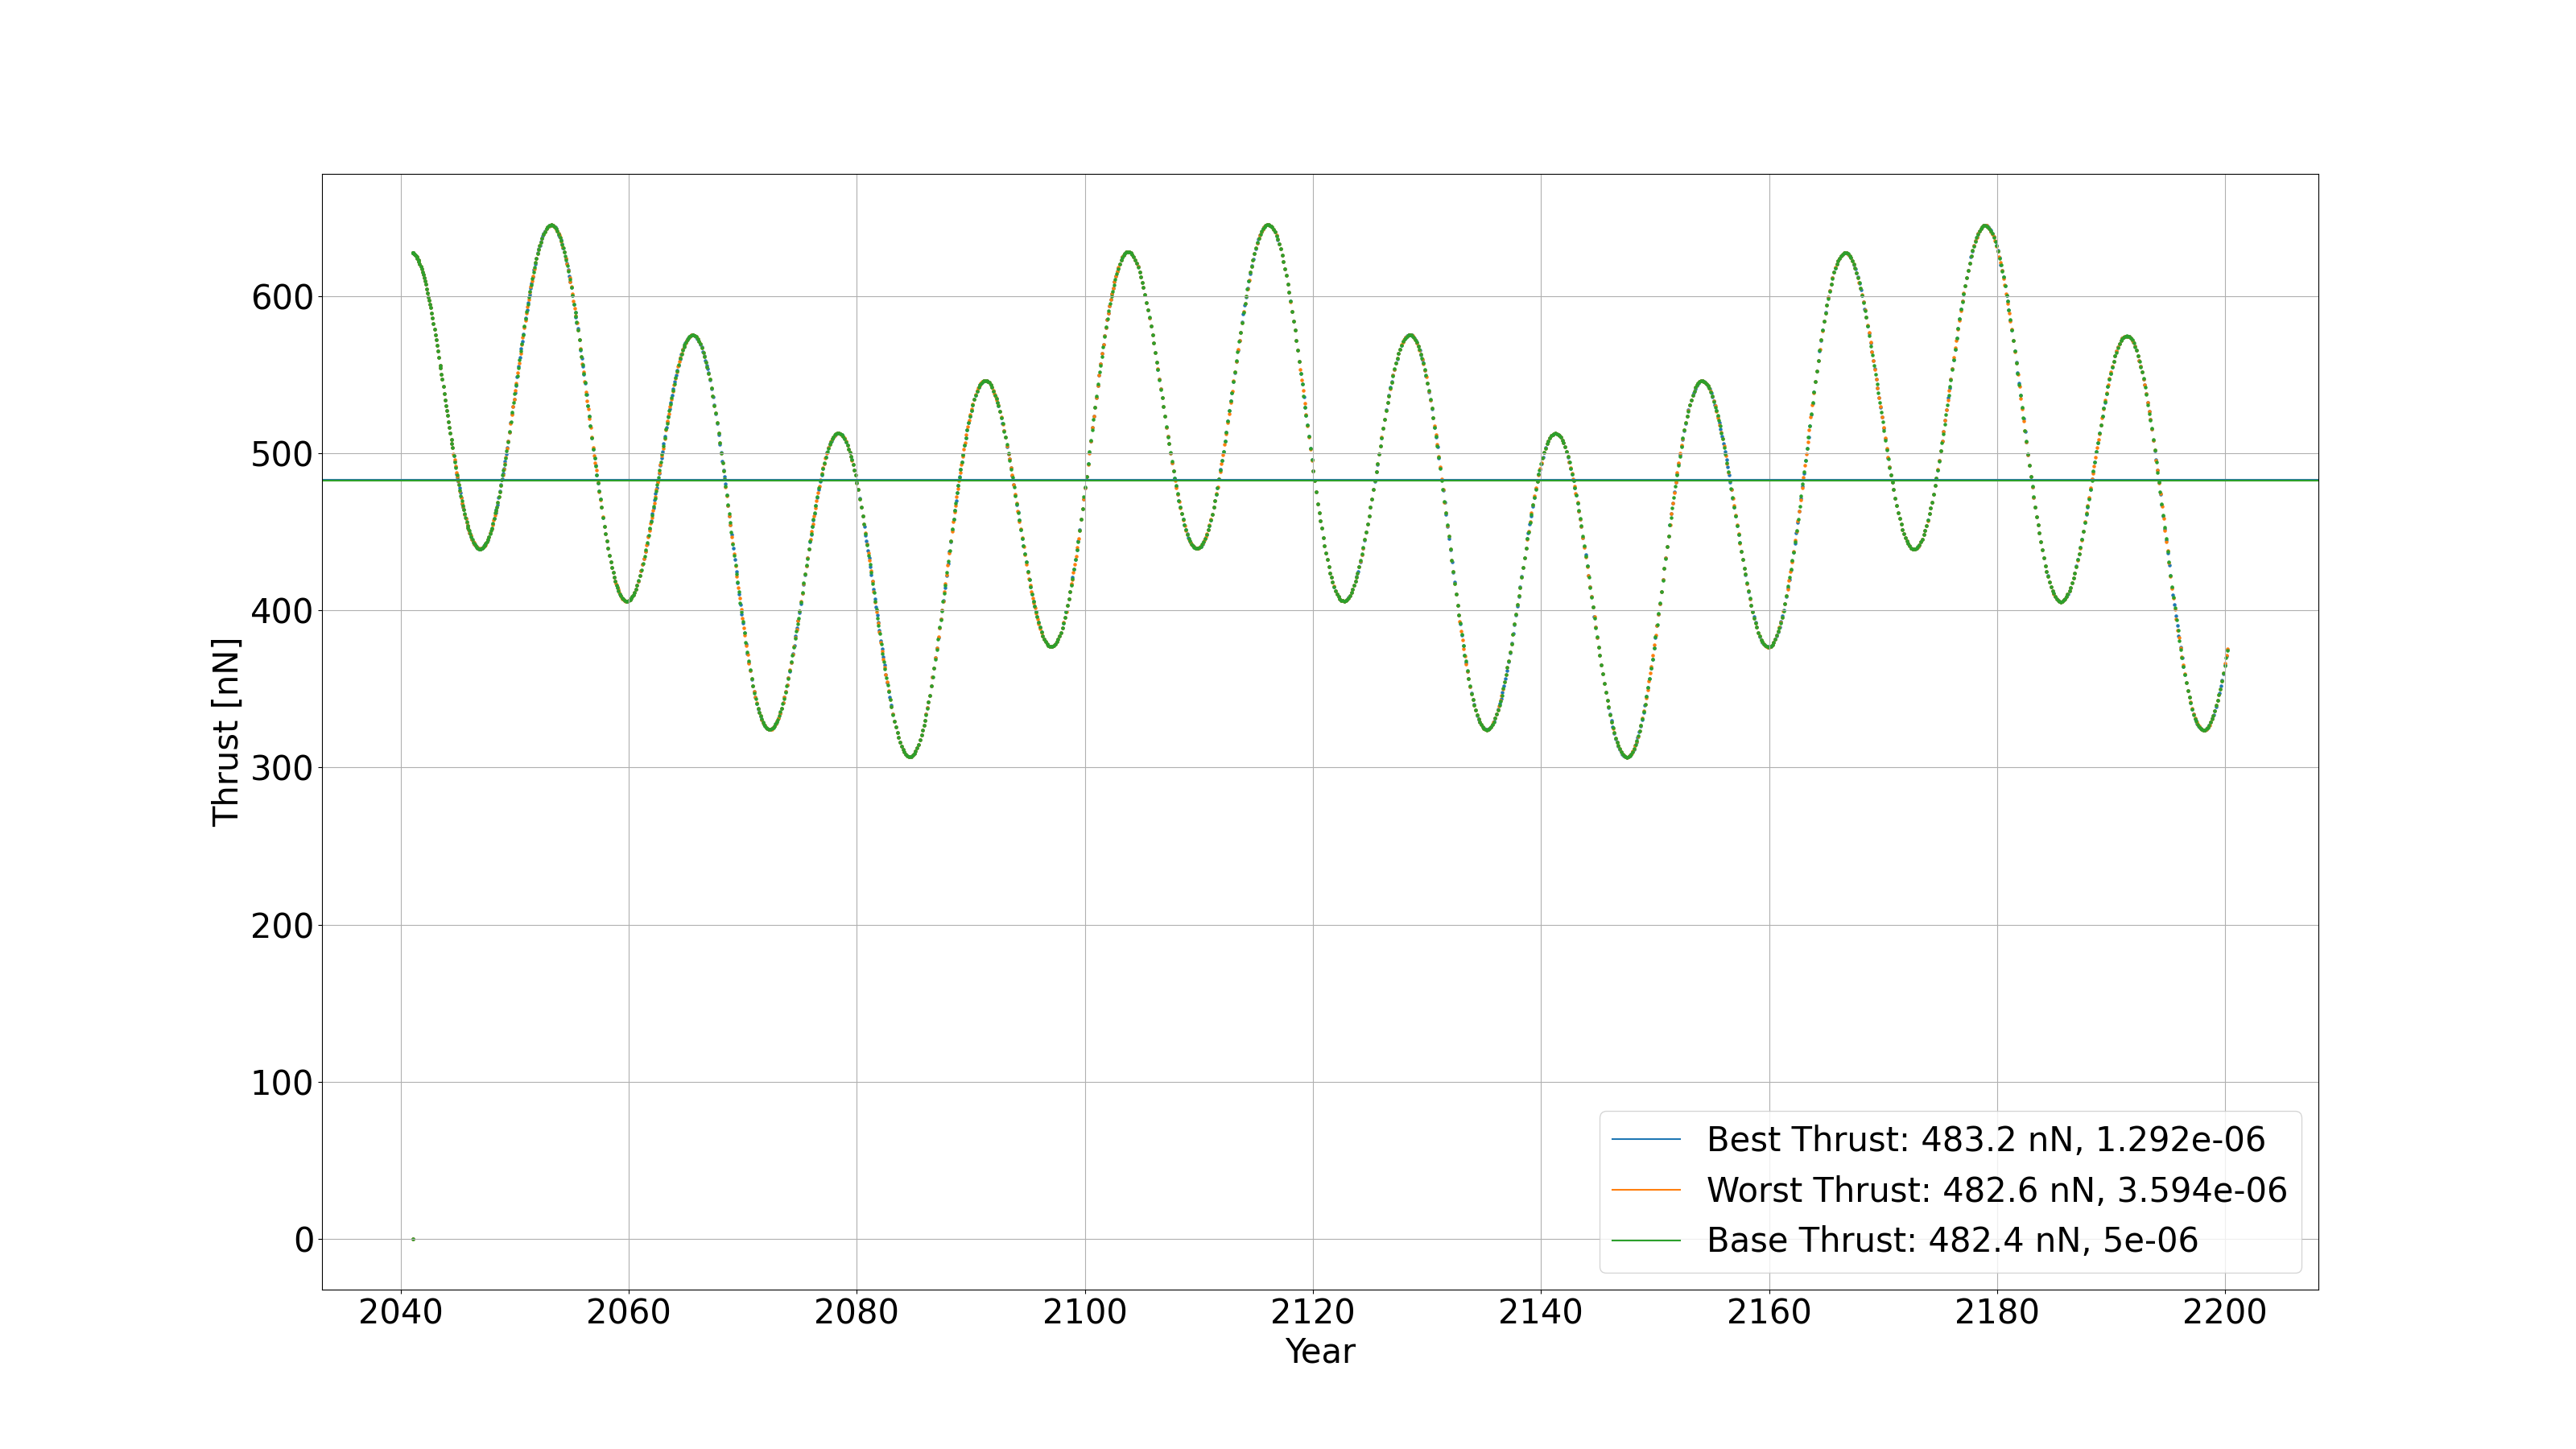 600
500
400
300
200
100
0
Thrust [nN]
Best Thrust: 483.2 nN, 1.292e-06
Worst Thrust: 482.6 nN, 3.594e-06
Base Thrust: 482.4 nN, 5e-06
2040 2060 2080 2100 2120 2140 2160 2180 2200
Year